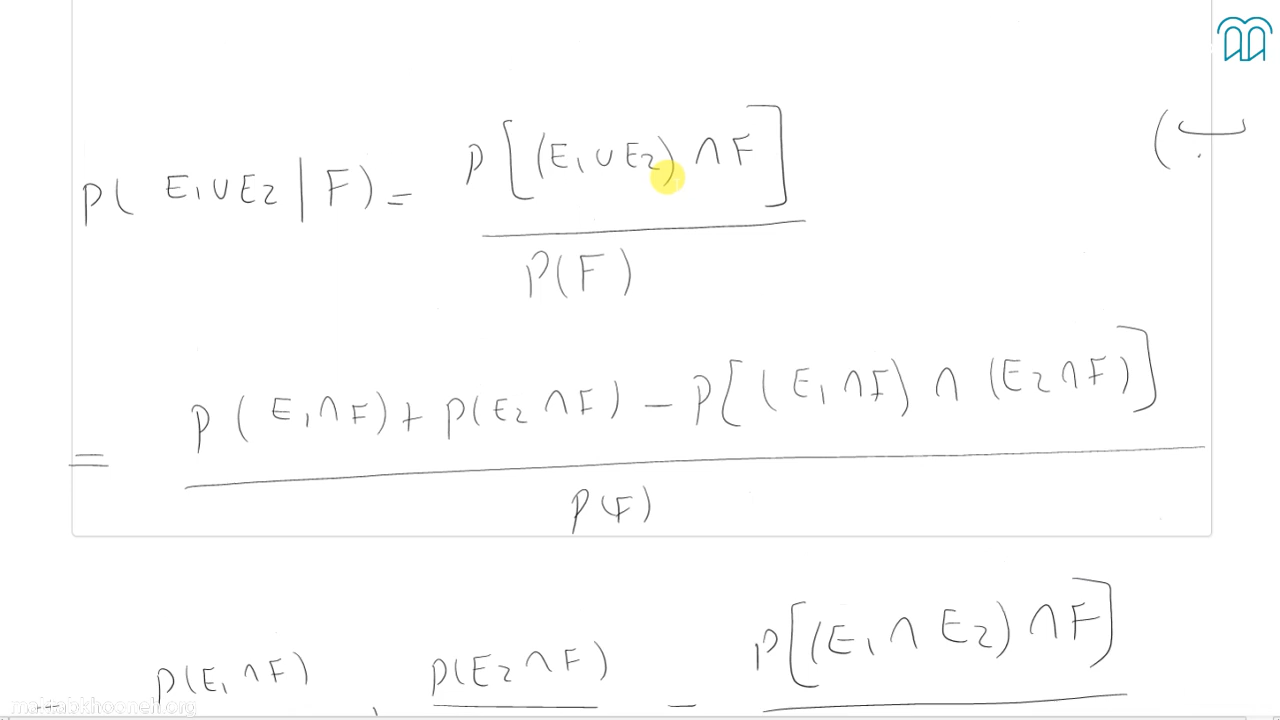 ب)
P( E₁∪E₂ | F) = P[(E₁∪E₂) ∩ F] / P(F)
= P(E₁∩F) + P(E₂∩F) − P[(E₁∩F) ∩ (E₂∩F)] / P(F)
P(E₁∩F) + P(E₂∩F) − P[(E₁∩E₂) ∩ F]
maktabkhooneh.org